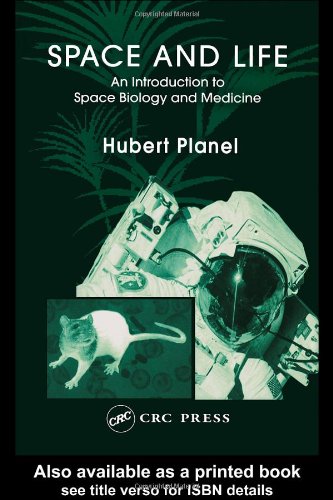 SPACE AND LIFE
An Introduction to
Space Biology and Medicine
Hubert Planel
CRC CRC PRESS
Also available as a printed book
see title verso for ISBN details